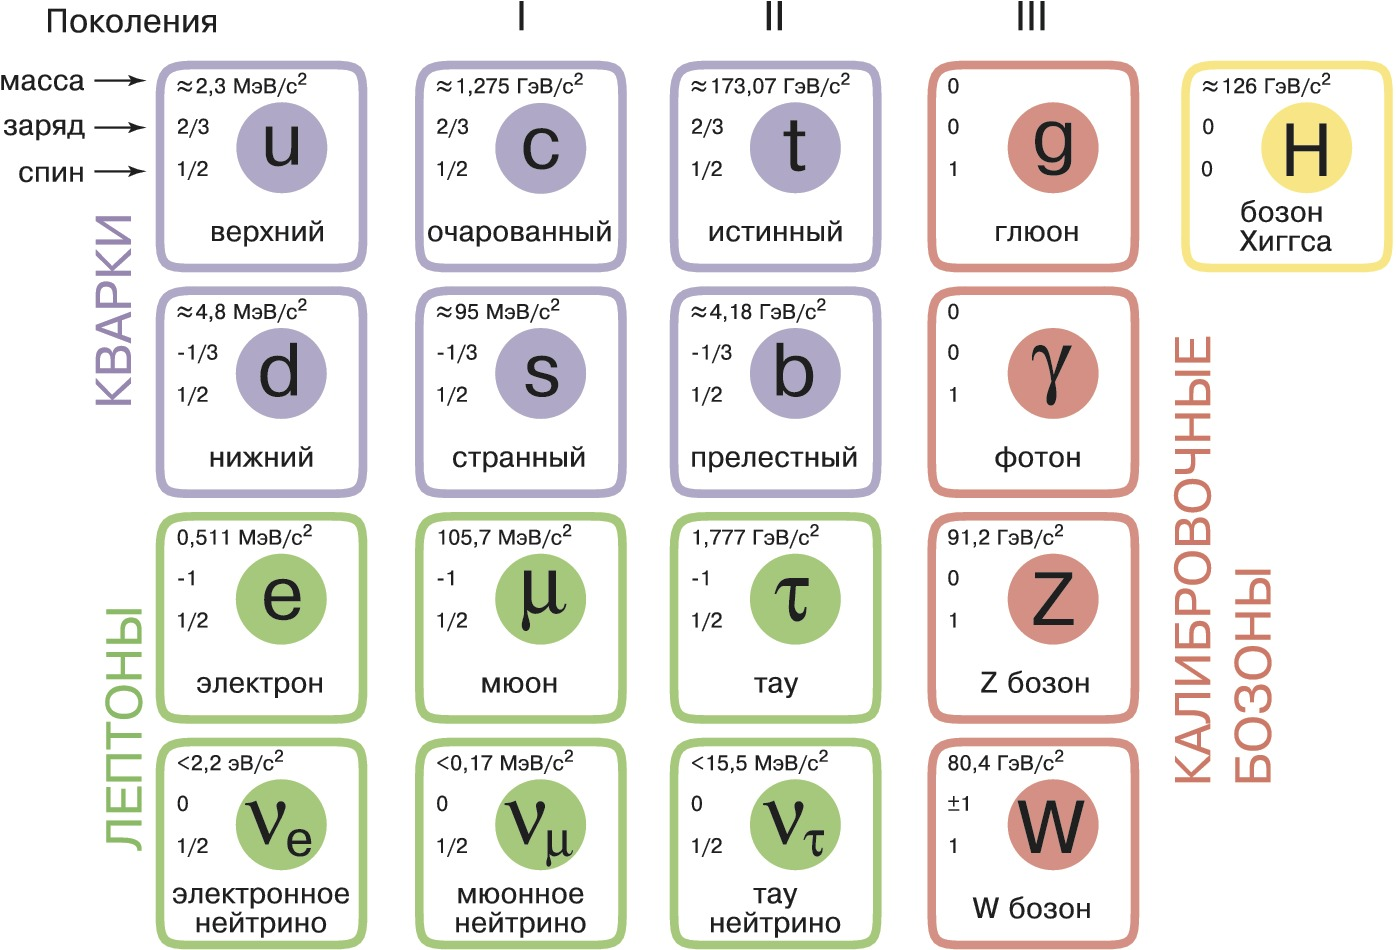 Поколения
I
II
III
масса
заряд
спин
КВАРКИ
≈2,3 МэВ/c²
2/3
1/2
u
верхний
≈1,275 ГэВ/c²
2/3
1/2
c
очарованный
≈173,07 ГэВ/c²
2/3
1/2
t
истинный
0
0
1
g
глюон
≈126 ГэВ/c²
0
0
H
бозон
Хиггса
≈4,8 МэВ/c²
-1/3
1/2
d
нижний
≈95 МэВ/c²
-1/3
1/2
s
странный
≈4,18 ГэВ/c²
-1/3
1/2
b
прелестный
0
0
1
γ
фотон
ЛЕПТОНЫ
0,511 МэВ/c²
-1
1/2
e
электрон
105,7 МэВ/c²
-1
1/2
μ
мюон
1,777 ГэВ/c²
-1
1/2
τ
тау
91,2 ГэВ/c²
0
1
Z
Z бозон
<2,2 эВ/c²
0
1/2
νe
электронное
нейтрино
<0,17 МэВ/c²
0
1/2
νμ
мюонное
нейтрино
<15,5 МэВ/c²
0
1/2
ντ
тау
нейтрино
80,4 ГэВ/c²
±1
1
W
W бозон
КАЛИБРОВОЧНЫЕ
БОЗОНЫ